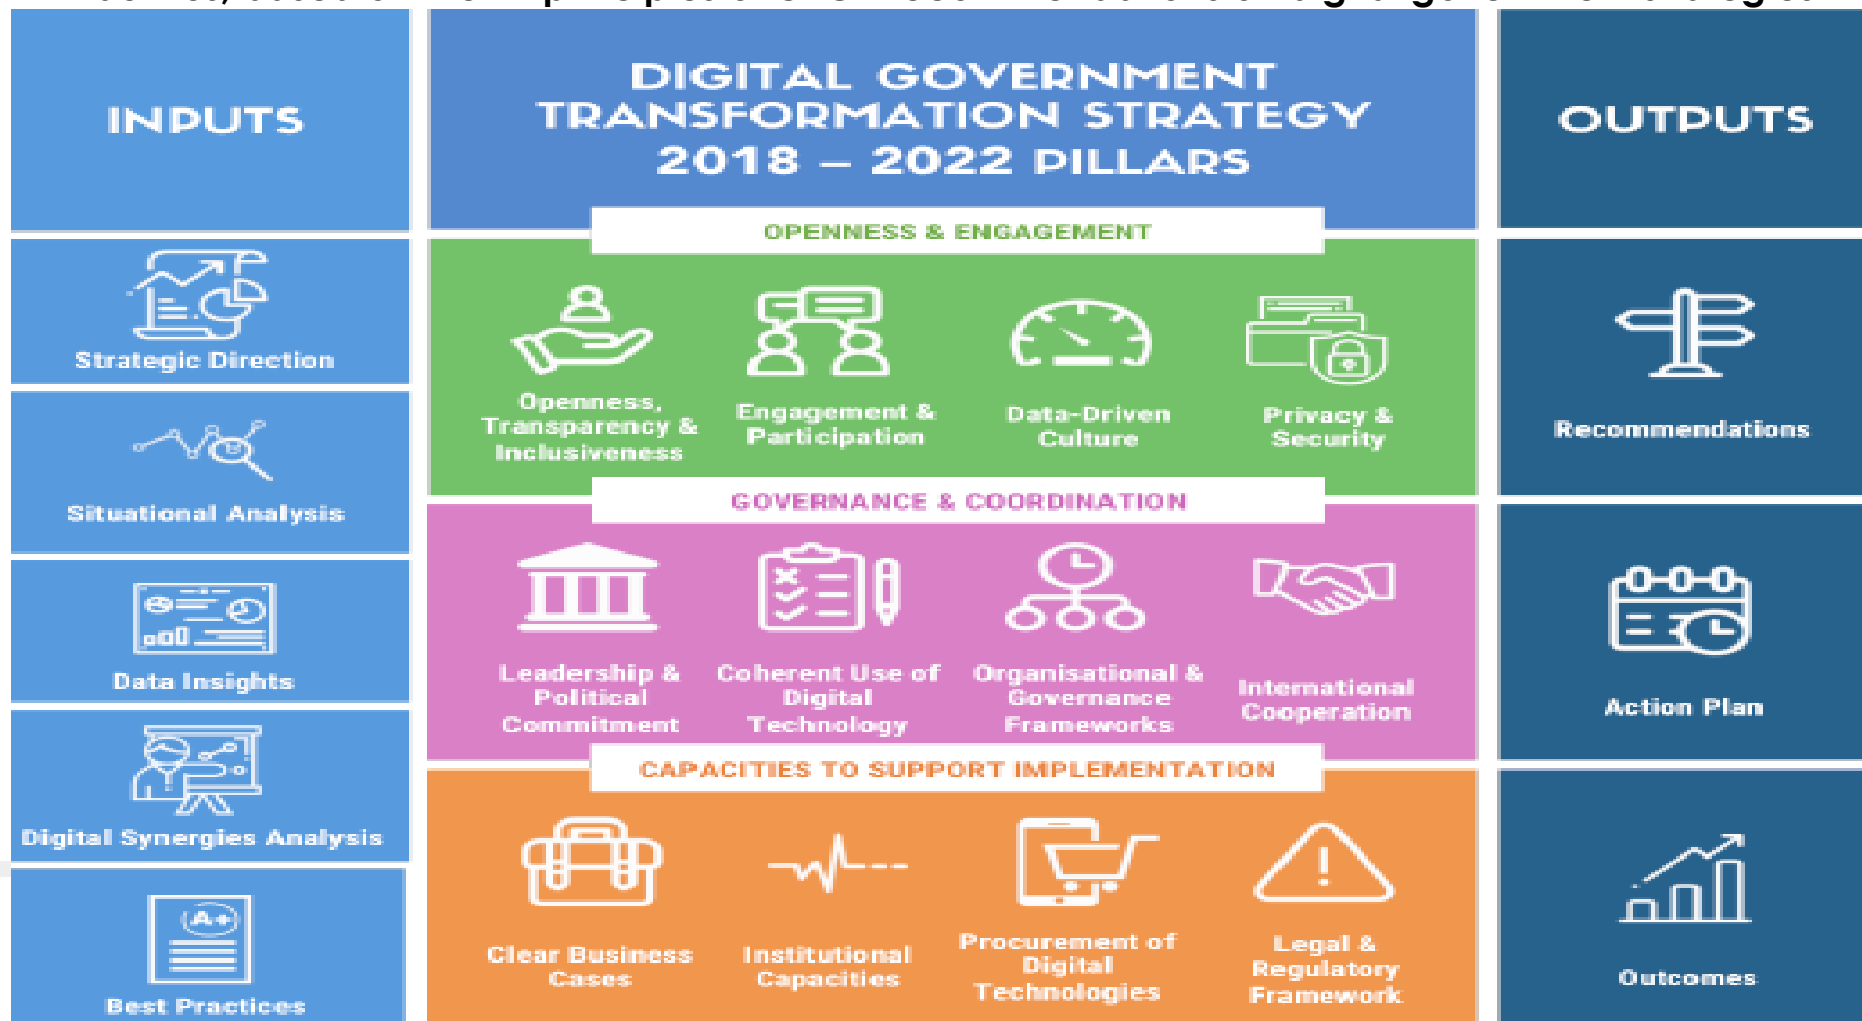 INPUTS
Strategic Direction
Situational Analysis
Data Insights
Digital Synergies Analysis
A+
Best Practices
DIGITAL GOVERNMENT
TRANSFORMATION STRATEGY
2018 – 2022 PILLARS
OPENNESS & ENGAGEMENT
Openness,
Transparency &
Inclusiveness
Engagement &
Participation
Data-Driven
Culture
Privacy &
Security
GOVERNANCE & COORDINATION
Leadership &
Political
Commitment
Coherent Use of
Digital
Technology
Organisational &
Governance
Frameworks
International
Cooperation
CAPACITIES TO SUPPORT IMPLEMENTATION
Clear Business
Cases
Institutional
Capacities
Procurement of
Digital
Technologies
Legal &
Regulatory
Framework
OUTPUTS
Recommendations
Action Plan
Outcomes